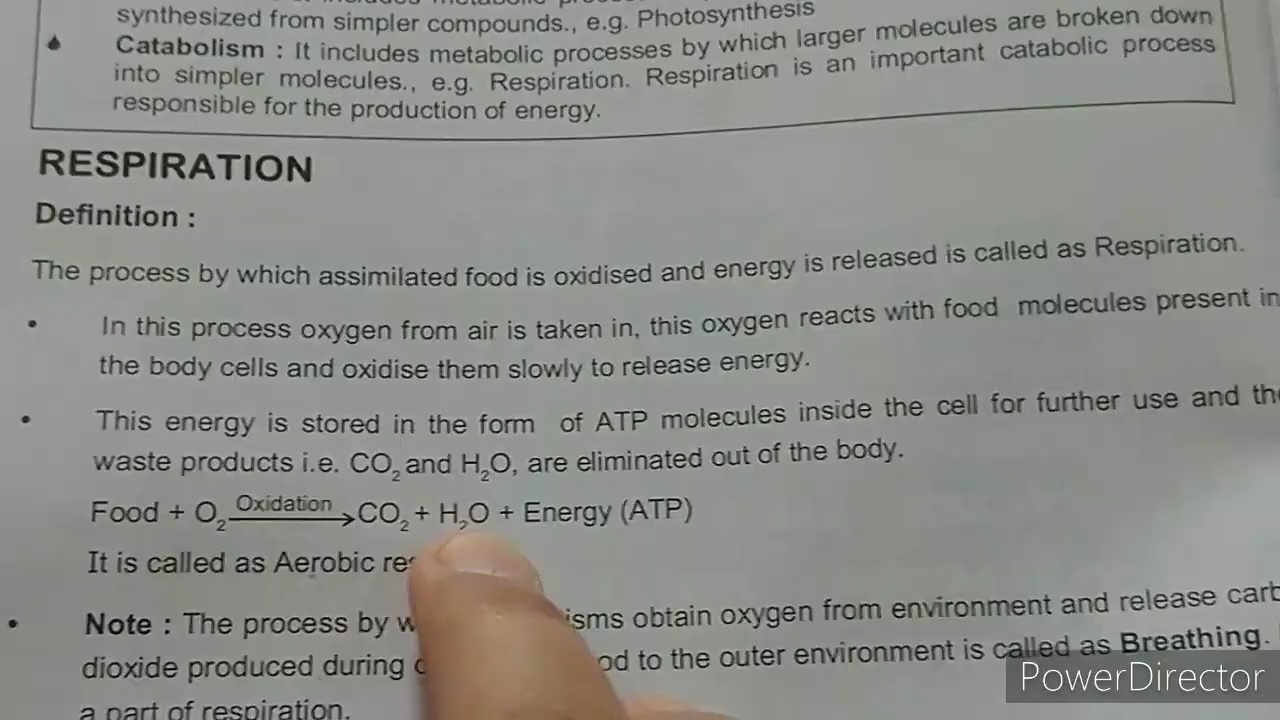 synthesized from simpler compounds., e.g. Photosynthesis
Catabolism : It includes metabolic processes by which larger molecules are broken down
into simpler molecules., e.g. Respiration. Respiration is an important catabolic process
responsible for the production of energy.
RESPIRATION
Definition :
The process by which assimilated food is oxidised and energy is released is called as Respiration.
• In this process oxygen from air is taken in, this oxygen reacts with food molecules present in
the body cells and oxidise them slowly to release energy.
• This energy is stored in the form of ATP molecules inside the cell for further use and the
waste products i.e. CO₂ and H₂O, are eliminated out of the body.
Food + O₂ Oxidation → CO₂ + H₂O + Energy (ATP)
It is called as Aerobic
• Note : The process by obtain oxygen from environment and release
dioxide produced during to the outer environment is called as Breathing.
a part of respiration.
PowerDirector